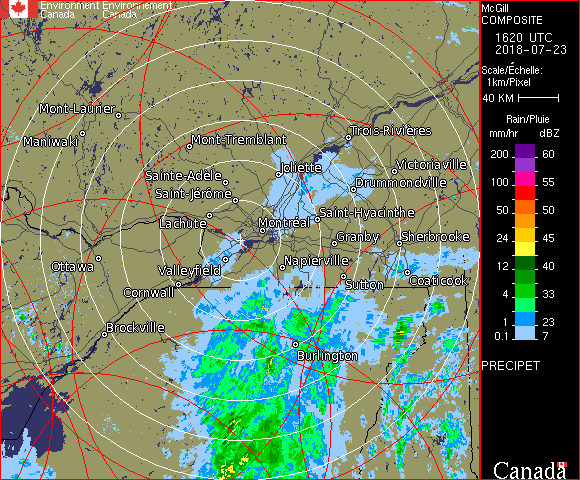 Environment Environnement
Canada Canada
McGill
COMPOSITE
1620 UTC
2018-07-23
Scale/Échelle:
1km/Pixel
40 KM
Rain/Pluie
mm/hr dBZ
200 60
100 55
50 50
24 45
12 40
4 33
1 23
0.1 7
PRECIPET
Canada
Mont-Laurier
Maniwaki
Mont-Tremblant
Trois-Rivières
Sainte-Adèle
Joliette
Victoriaville
Saint-Jérôme
Drummondville
Lachute
Saint-Hyacinthe
Montréal
Granby
Sherbrooke
Ottawa
Valleyfield
Napierville
Cornwall
Sutton
Coaticook
Brockville
Burlington